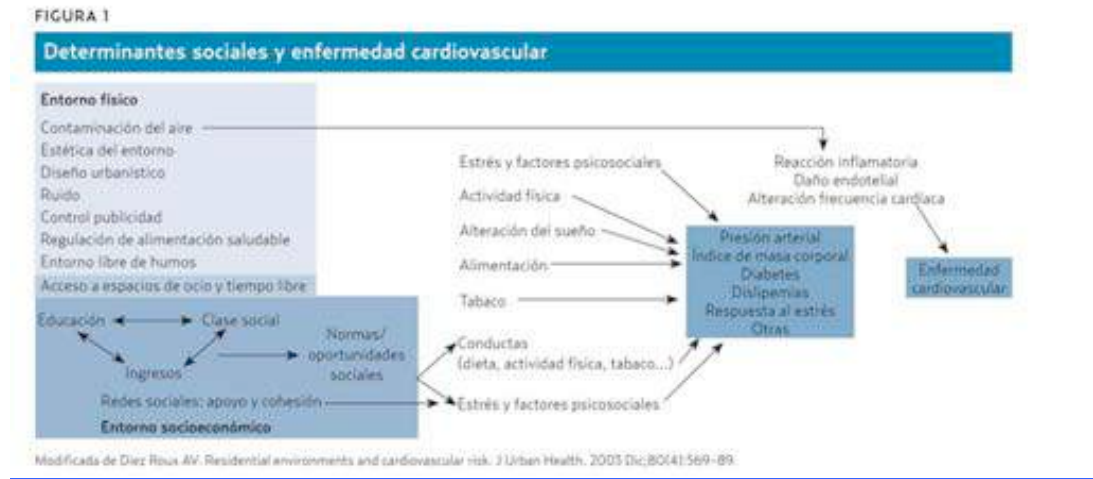 FIGURA 1
Determinantes sociales y enfermedad cardiovascular
Entorno físico
Contaminación del aire
Estética del entorno
Diseño urbanístico
Ruido
Control publicidad
Regulación de alimentación saludable
Entorno libre de humos
Acceso a espacios de ocio y tiempo libre
Educación
Clase social
Ingresos
Normas/
oportunidades
sociales
Redes sociales: apoyo y cohesión
Entorno socioeconómico
Estrés y factores psicosociales
Actividad física
Alteración del sueño
Alimentación
Tabaco
Conductas
(dieta, actividad física, tabaco...)
Estrés y factores psicosociales
Reacción inflamatoria
Daño endotelial
Alteración frecuencia cardíaca
Presión arterial
Índice de masa corporal
Diabetes
Dislipemias
Respuesta al estrés
Otras
Enfermedad
cardiovascular
Modificada de Diez Roux AV. Residential environments and cardiovascular risk. J Urban Health. 2003 Dic;80(4):569-89.